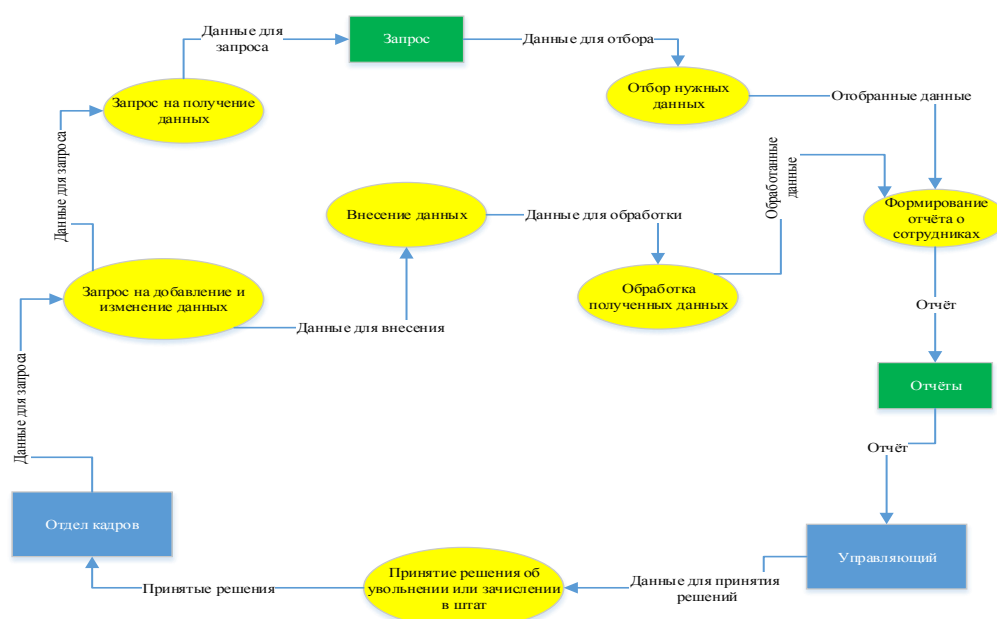 Данные для
запроса
Запрос
Данные для отбора
Запрос на получение
данных
Отбор нужных
данных
Отобранные данные
Данные для запроса
Обработанные
данные
Внесение данных
Данные для обработки
Формирование
отчёта о
сотрудниках
Запрос на добавление и
изменение данных
Обработка
полученных данных
Данные для внесения
Отчёт
Данные для запроса
Отчёты
Отчёт
Отдел кадров
Управляющий
Принятие решения об
увольнении или зачислении
в штат
Принятые решения
Данные для принятия
решений